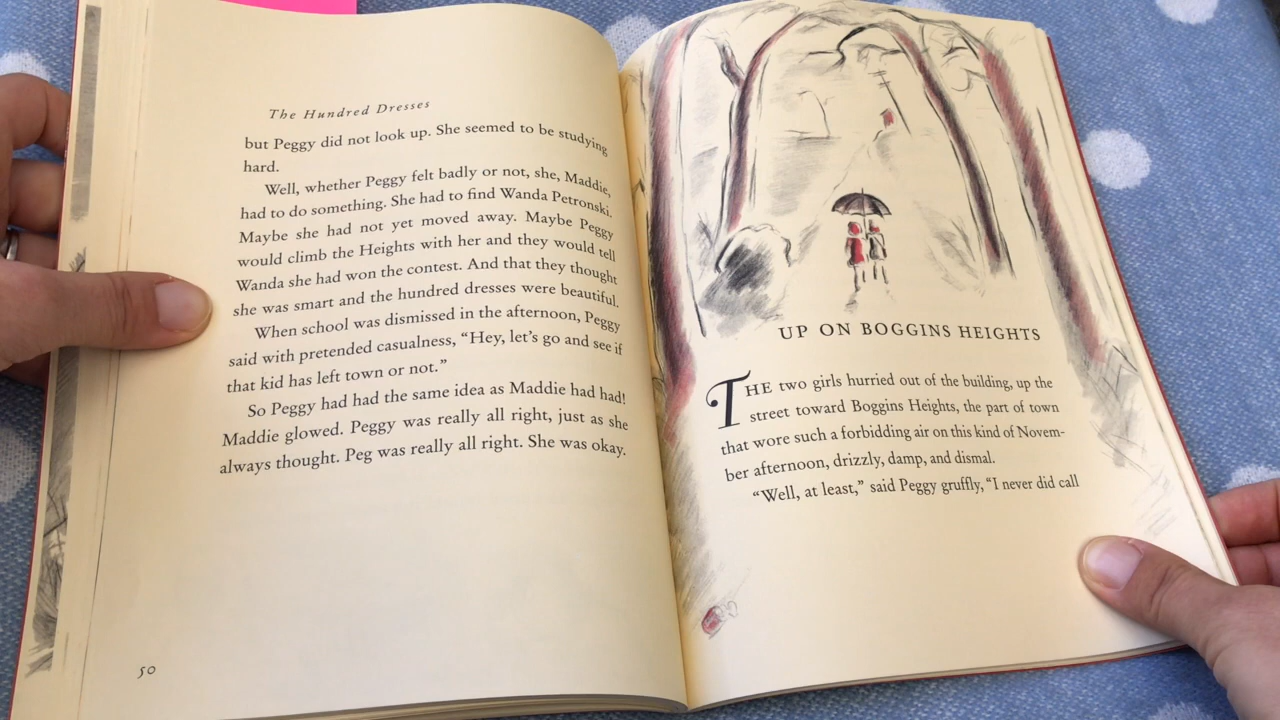 The Hundred Dresses
but Peggy did not look up. She seemed to be studying
hard.
Well, whether Peggy felt badly or not, she, Maddie,
had to do something. She had to find Wanda Petronski.
Maybe she had not yet moved away. Maybe Peggy
would climb the Heights with her and they would tell
Wanda she had won the contest. And that they thought
she was smart and the hundred dresses were beautiful.
When school was dismissed in the afternoon, Peggy
said with pretended casualness, “Hey, let’s go and see if
that kid has left town or not.”
So Peggy had had the same idea as Maddie had had!
Maddie glowed. Peggy was really all right, just as she
always thought. Peg was really all right. She was okay.
50
UP ON BOGGINS HEIGHTS
THE two girls hurried out of the building, up the
street toward Boggins Heights, the part of town
that wore such a forbidding air on this kind of Novem-
ber afternoon, drizzly, damp, and dismal.
“Well, at least,” said Peggy gruffly, “I never did call